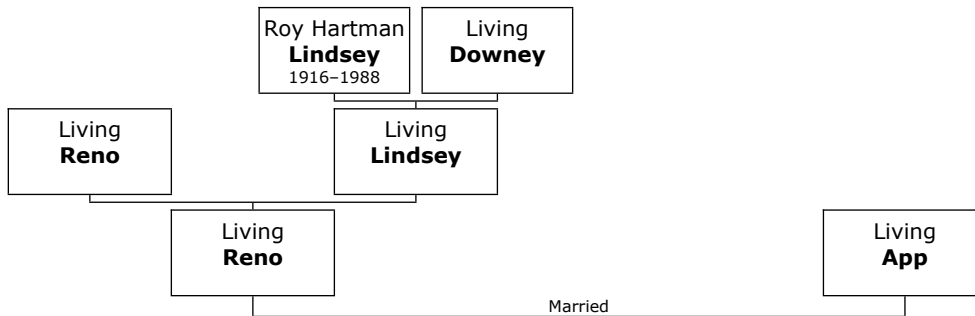 Roy Hartman
Lindsey
1916–1988
Living
Downey
Living
Reno
Living
Lindsey
Living
Reno
Living
App
Married